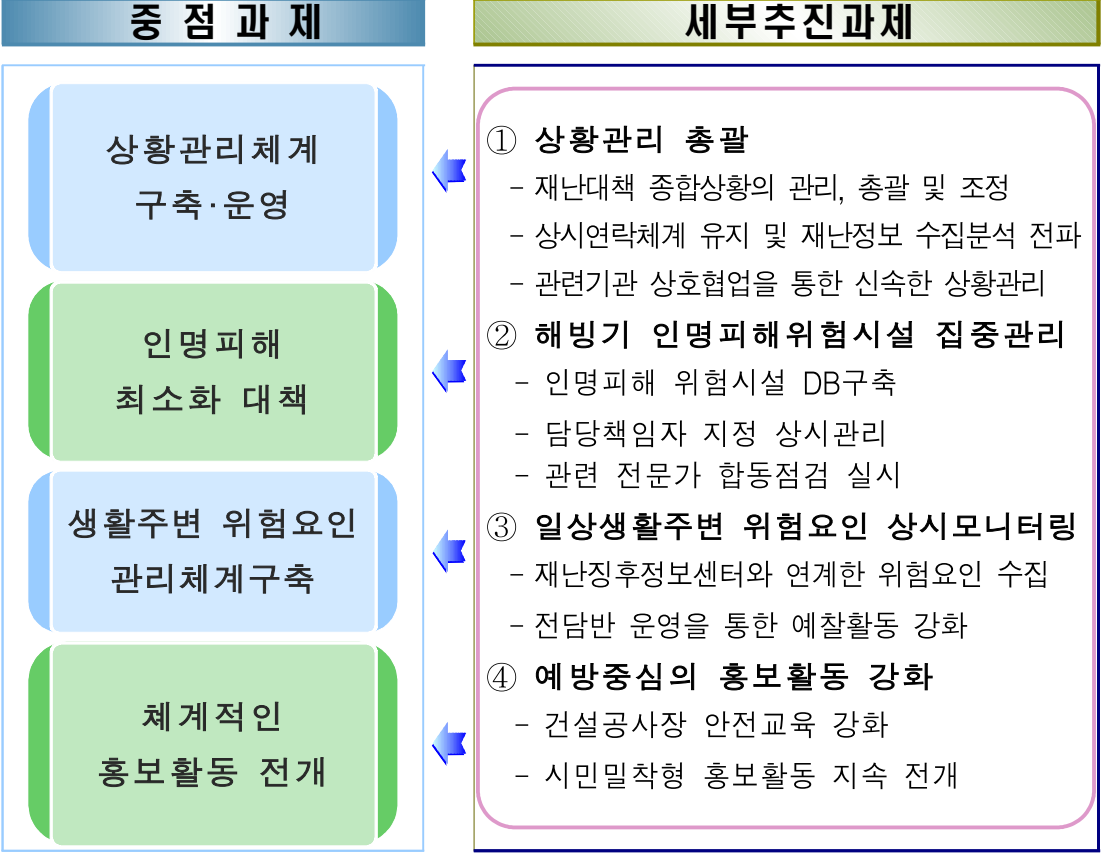 중 점 과 제
상황관리체계
구축·운영
인명피해
최소화 대책
생활주변 위험요인
관리체계구축
쳬계적인
홍보활동 전개
세부추진과제
① 상황관리 총괄
- 재난대책 종합상황의 관리, 총괄 및 조정
- 상시연락체계 유지 및 재난정보 수집분석 전파
- 관련기관 상호협업을 통한 신속한 상황관리
② 해빙기 인명피해위험시설 집중관리
- 인명피해 위험시설 DB구축
- 담당책임자 지정 상시관리
- 관련 전문가 합동점검 실시
③ 일상생활주변 위험요인 상시모니터링
- 재난징후정보센터와 연계한 위험요인 수집
- 전담반 운영을 통한 예찰활동 강화
④ 예방중심의 홍보활동 강화
- 건설공사장 안전교육 강화
- 시민밀착형 홍보활동 지속 전개